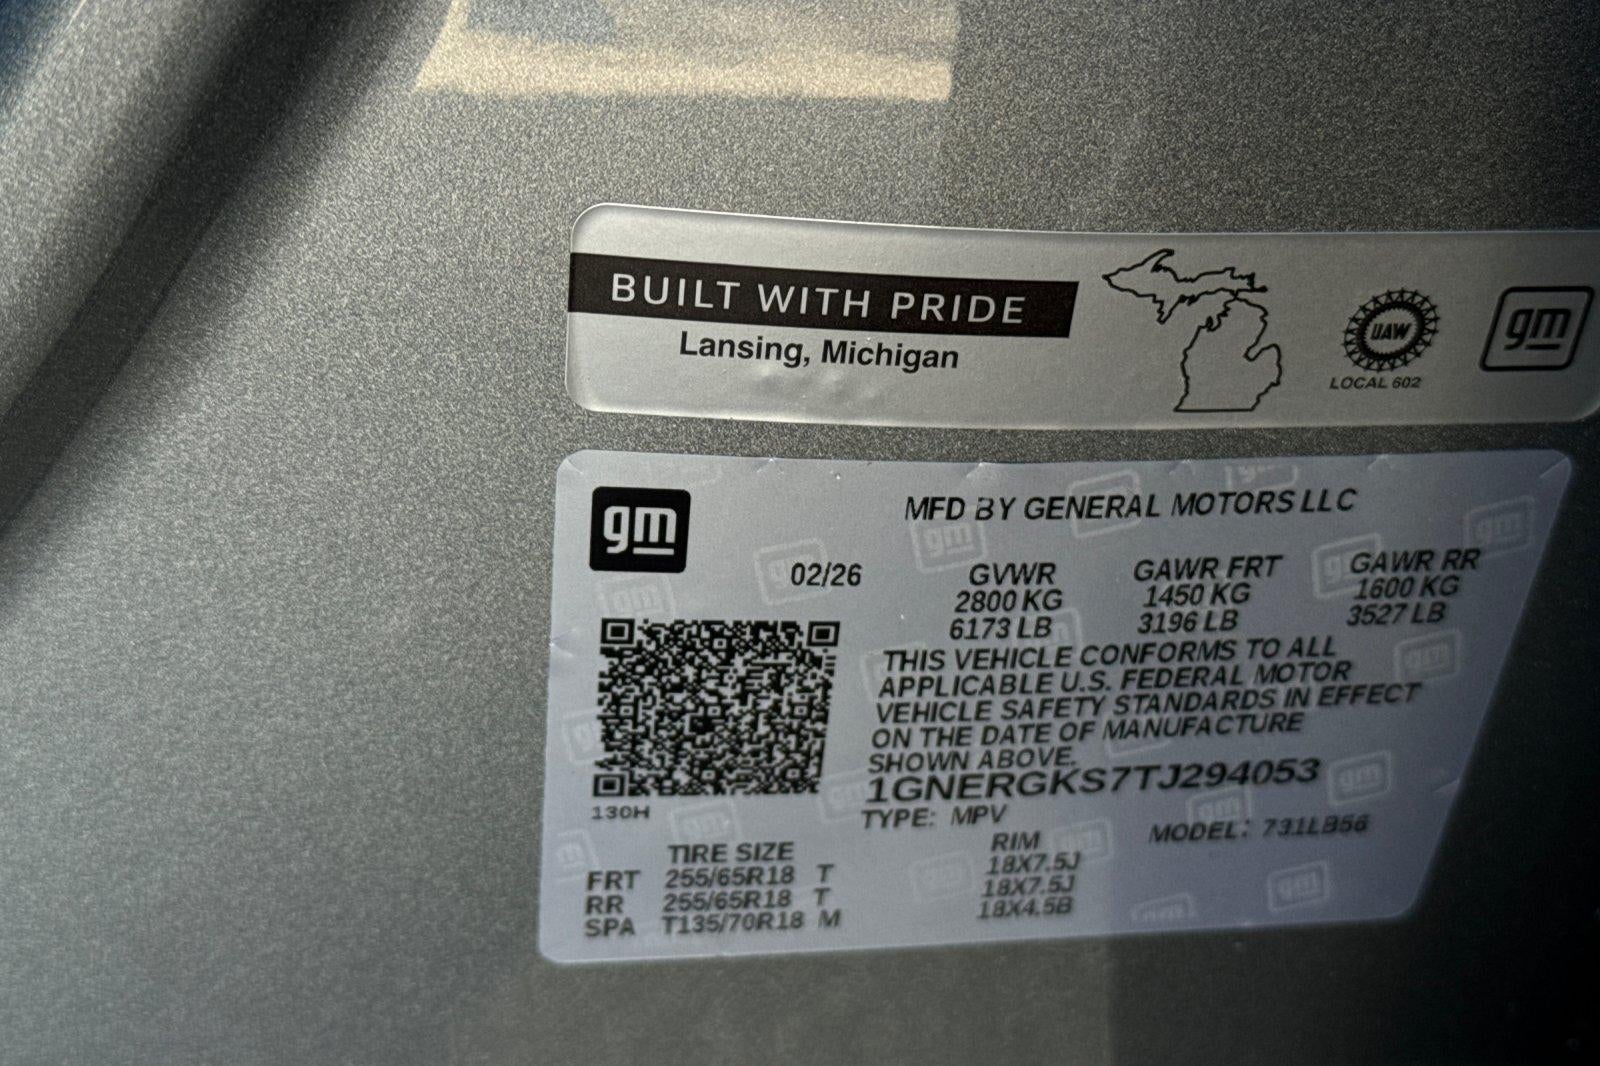 BUILT WITH PRIDE
Lansing, Michigan
UAW
LOCAL 602
gm
gm
MFD BY GENERAL MOTORS LLC
02/26
GVWR GAWR FRT GAWR RR
2800 KG 1450 KG 1600 KG
6173 LB 3196 LB 3527 LB
THIS VEHICLE CONFORMS TO ALL
APPLICABLE U.S. FEDERAL MOTOR
VEHICLE SAFETY STANDARDS IN EFFECT
ON THE DATE OF MANUFACTURE
SHOWN ABOVE.
1GNERGKS7TJ294053
130H
TYPE: MPV MODEL: 731LB56
TIRE SIZE RIM
FRT 255/65R18 T 18X7.5J
RR 255/65R18 T 18X7.5J
SPA T135/70R18 M 18X4.5B